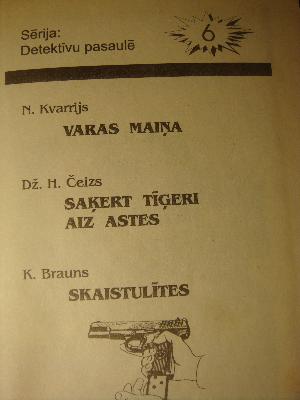 Sērija:
Detektīvu pasaulē
6
N. Kvarrijs
VARAS MAIŅA
Dž. H. Čeizs
SAĶERT TĪĢERI
AIZ ASTES
K. Brauns
SKAISTULĪTES